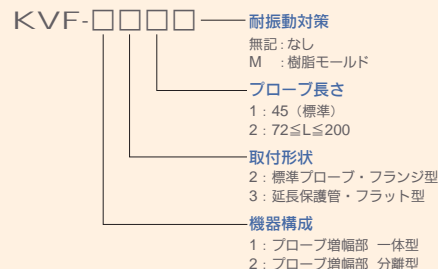 KVF-□□□□
耐振動対策
無記：なし
M ：樹脂モールド
プローブ長さ
1：45（標準）
2：72≦L≦200
取付形状
2：標準プローブ・フランジ型
3：延長保護管・フラット型
機器構成
1：プローブ増幅部 一体型
2：プローブ増幅部 分離型